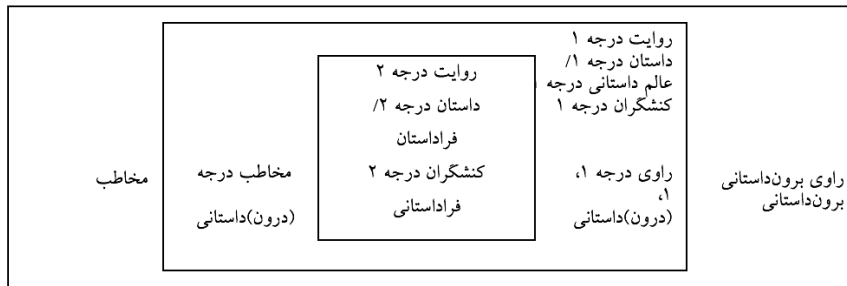 روایت درجه ۱
داستان درجه ۱/
عالم داستانی درجه ۱
کنشگران درجه ۱
راوی برون‌داستانی
برون‌داستانی
راوی درجه ۱،
۱،
(درون)داستانی
روایت درجه ۲
داستان درجه ۲/
فراداستان
کنشگران درجه ۲
فراداستانی
مخاطب درجه
(درون)داستانی
مخاطب